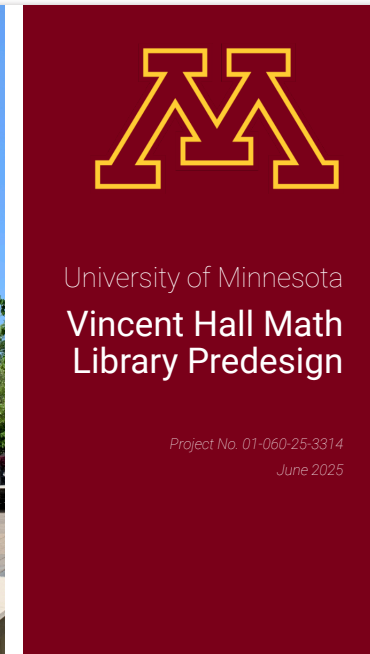 M
University of Minnesota
Vincent Hall Math
Library Predesign
Project No. 01-060-25-3314
June 2025